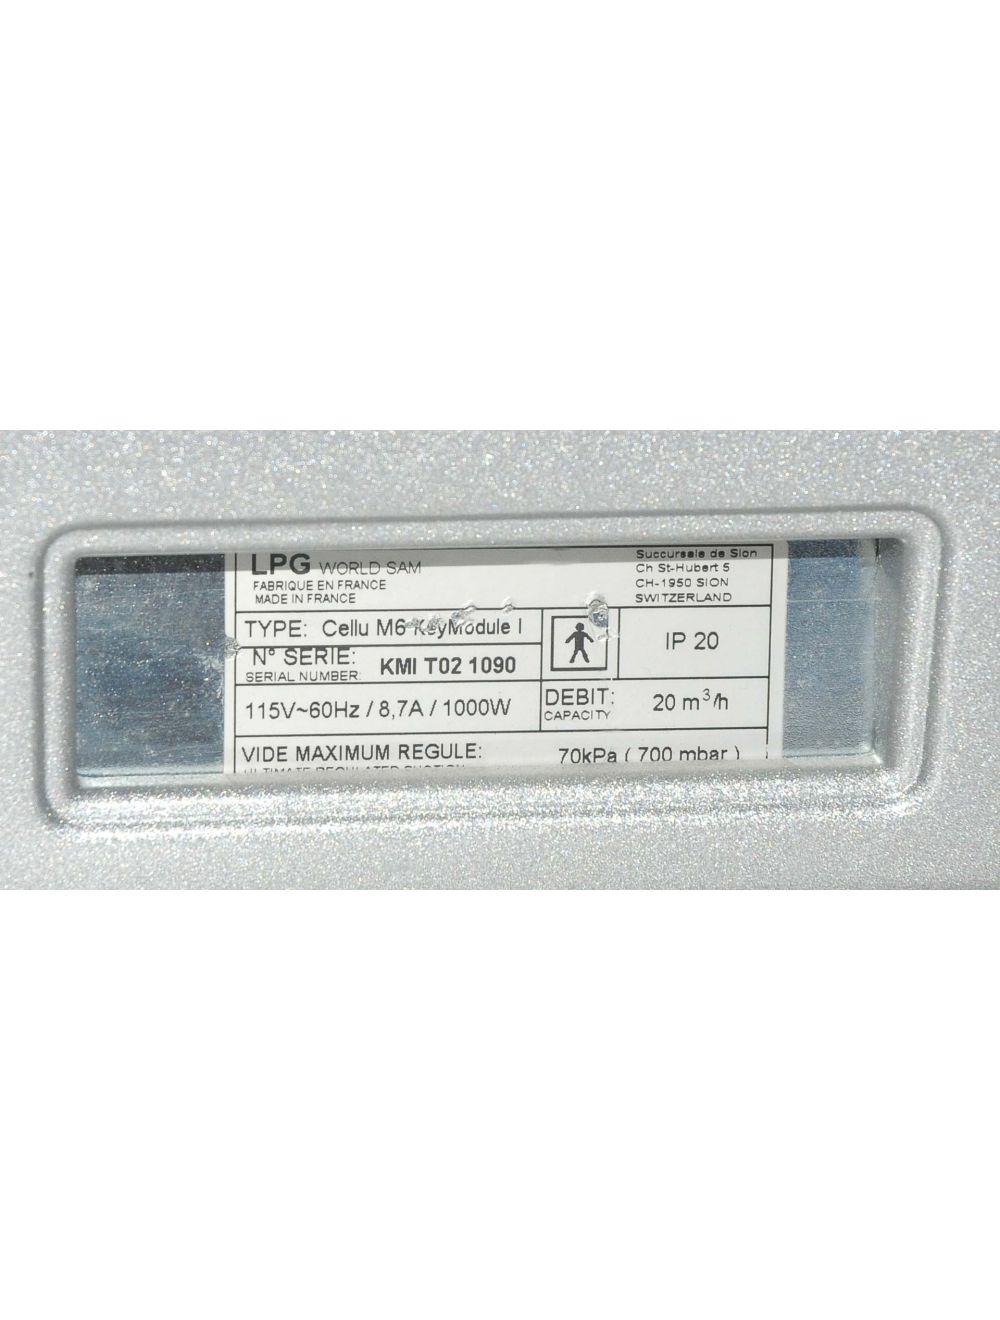 LPG WORLD SAM
FABRIQUE EN FRANCE
MADE IN FRANCE
Succursale de Sion
Ch St-Hubert 5
CH-1950 SION
SWITZERLAND
TYPE: Cellu M6 KeyModule I
N° SERIE:
SERIAL NUMBER:
KMI T02 1090
IP 20
115V~60Hz / 8,7A / 1000W
DEBIT:
CAPACITY
20 m³/h
VIDE MAXIMUM REGULE: 70kPa ( 700 mbar )